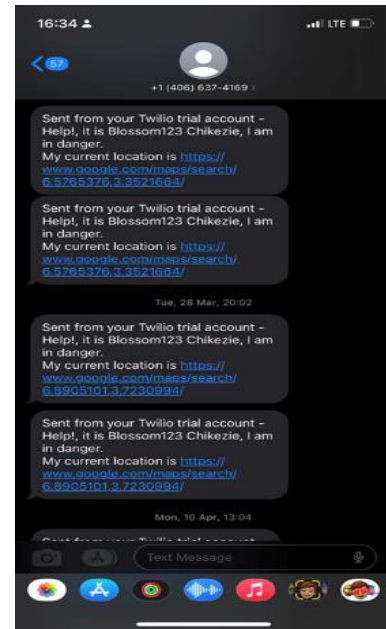 16:34
LTE
57
+1 (406) 637-4169
Sent from your Twilio trial account -
Help!, it is Blossom123 Chikezie, I am
in danger.
My current location is https://
www.google.com/maps/search/
6.5765376,3.3521664/
Sent from your Twilio trial account -
Help!, it is Blossom123 Chikezie, I am
in danger.
My current location is https://
www.google.com/maps/search/
6.5765376,3.3521664/
Tue, 28 Mar, 20:02
Sent from your Twilio trial account -
Help!, it is Blossom123 Chikezie, I am
in danger.
My current location is https://
www.google.com/maps/search/
6.8905101,3.7230994/
Sent from your Twilio trial account -
Help!, it is Blossom123 Chikezie, I am
in danger.
My current location is https://
www.google.com/maps/search/
6.8905101,3.7230994/
Mon, 10 Apr, 13:04
Sent from your Twilio trial account
Text Message